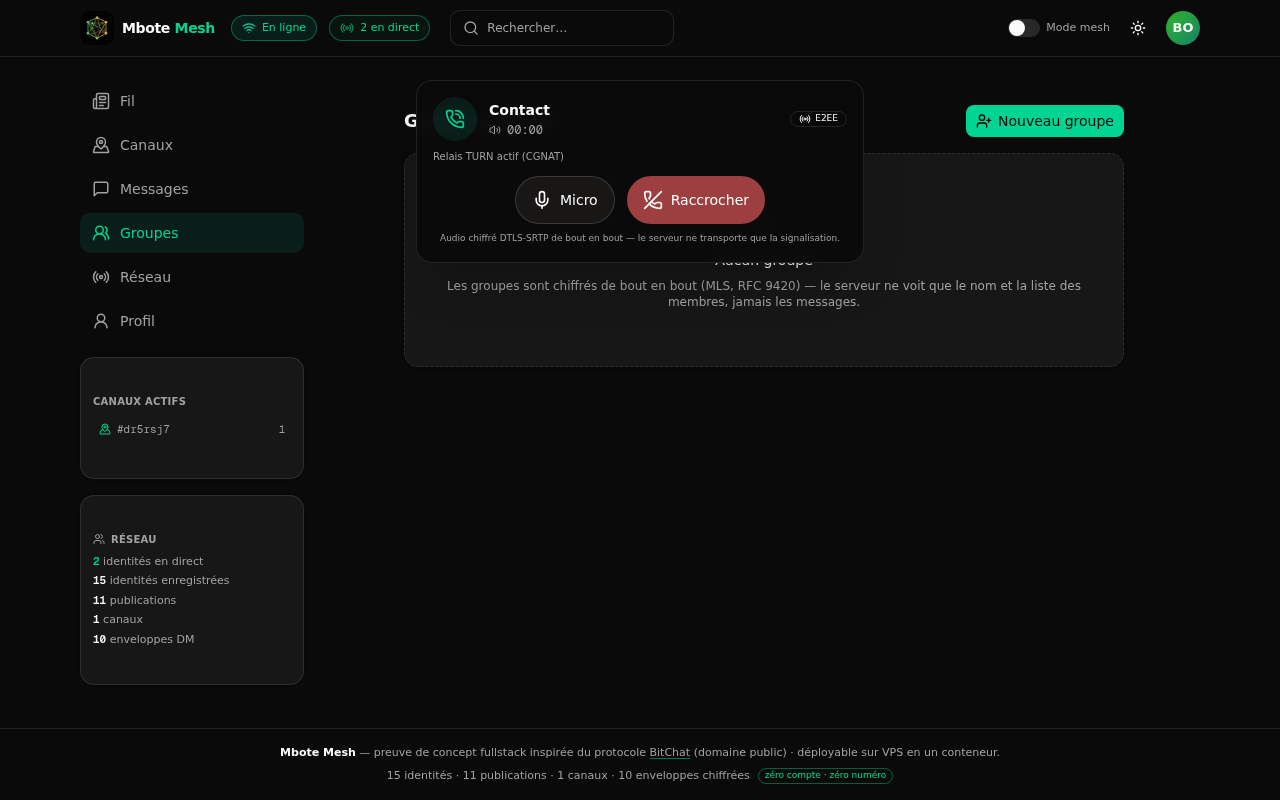 Mbote Mesh
En ligne
2 en direct
Rechercher…
Mode mesh
BO
Fil
Canaux
Messages
Groupes
Réseau
Profil
CANAUX ACTIFS
#dr5rsj7 1
RÉSEAU
2 identités en direct
15 identités enregistrées
11 publications
1 canaux
10 enveloppes DM
G
Nouveau groupe
Contact
00:00
E2EE
Relais TURN actif (CGNAT)
Micro
Raccrocher
Audio chiffré DTLS-SRTP de bout en bout — le serveur ne transporte que la signalisation.
Aucun groupe
Les groupes sont chiffrés de bout en bout (MLS, RFC 9420) — le serveur ne voit que le nom et la liste des
membres, jamais les messages.
Mbote Mesh — preuve de concept fullstack inspirée du protocole BitChat (domaine public) · déployable sur VPS en un conteneur.
15 identités · 11 publications · 1 canaux · 10 enveloppes chiffrées zéro compte · zéro numéro